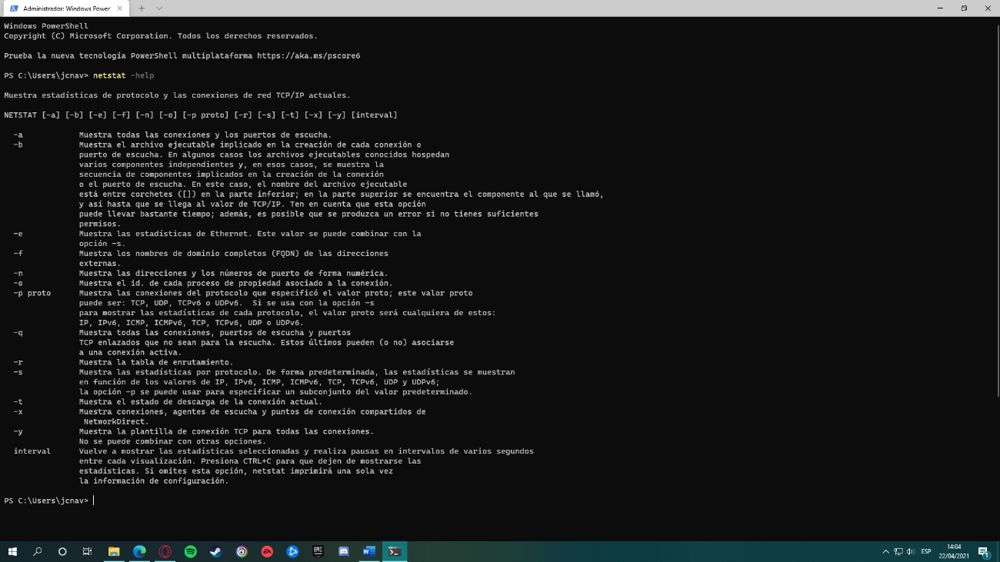 Administrador: Windows Power
Windows PowerShell
Copyright (C) Microsoft Corporation. Todos los derechos reservados.
Prueba la nueva tecnología PowerShell multiplataforma https://aka.ms/pscore6
PS C:\Users\jcnav> netstat -help
Muestra estadísticas de protocolo y las conexiones de red TCP/IP actuales.
NETSTAT [-a] [-b] [-e] [-f] [-n] [-o] [-p proto] [-r] [-s] [-t] [-x] [-y] [interval]
-a Muestra todas las conexiones y los puertos de escucha.
-b Muestra el archivo ejecutable implicado en la creación de cada conexión o
puerto de escucha. En algunos casos los archivos ejecutables conocidos hospedan
varios componentes independientes y, en esos casos, se muestra la
secuencia de componentes implicados en la creación de la conexión
o el puerto de escucha. En este caso, el nombre del archivo ejecutable
está entre corchetes ([]) en la parte inferior; en la parte superior se encuentra el componente al que se llamó,
y así hasta que se llega al valor de TCP/IP. Ten en cuenta que esta opción
puede llevar bastante tiempo; además, es posible que se produzca un error si no tienes suficientes
permisos.
-e Muestra las estadísticas de Ethernet. Este valor se puede combinar con la
opción -s.
-f Muestra los nombres de dominio completos (FQDN) de las direcciones
externas.
-n Muestra las direcciones y los números de puerto de forma numérica.
-o Muestra el id. de cada proceso de propiedad asociado a la conexión.
-p proto Muestra las conexiones del protocolo que especificó el valor proto; este valor proto
puede ser: TCP, UDP, TCPv6 o UDPv6. Si se usa con la opción -s
para mostrar las estadísticas de cada protocolo, el valor proto será cualquiera de estos:
IP, IPv6, ICMP, ICMPv6, TCP, TCPv6, UDP o UDPv6.
-q Muestra todas las conexiones, puertos de escucha y puertos
TCP enlazados que no sean para la escucha. Estos últimos pueden (o no) asociarse
a una conexión activa.
-r Muestra la tabla de enrutamiento.
-s Muestra las estadísticas por protocolo. De forma predeterminada, las estadísticas se muestran
en función de los valores de IP, IPv6, ICMP, ICMPv6, TCP, TCPv6, UDP y UDPv6;
la opción -p se puede usar para especificar un subconjunto del valor predeterminado.
-t Muestra el estado de descarga de la conexión actual.
-x Muestra conexiones, agentes de escucha y puntos de conexión compartidos de
NetworkDirect.
-y Muestra la plantilla de conexión TCP para todas las conexiones.
No se puede combinar con otras opciones.
interval Vuelve a mostrar las estadísticas seleccionadas y realiza pausas en intervalos de varios segundos
entre cada visualización. Presiona CTRL+C para que dejen de mostrarse las
estadísticas. Si omites esta opción, netstat imprimirá una sola vez
la información de configuración.
PS C:\Users\jcnav>
ESP
14:04
22/04/2021
1